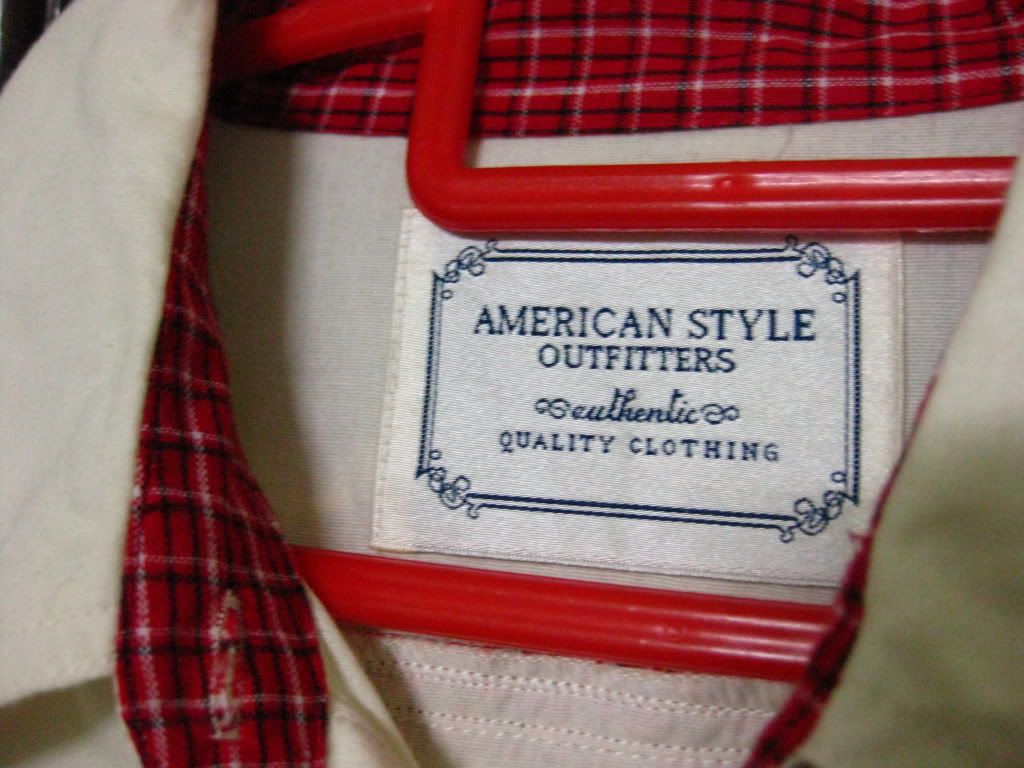 AMERICAN STYLE
OUTFITTERS
authentic
QUALITY CLOTHING